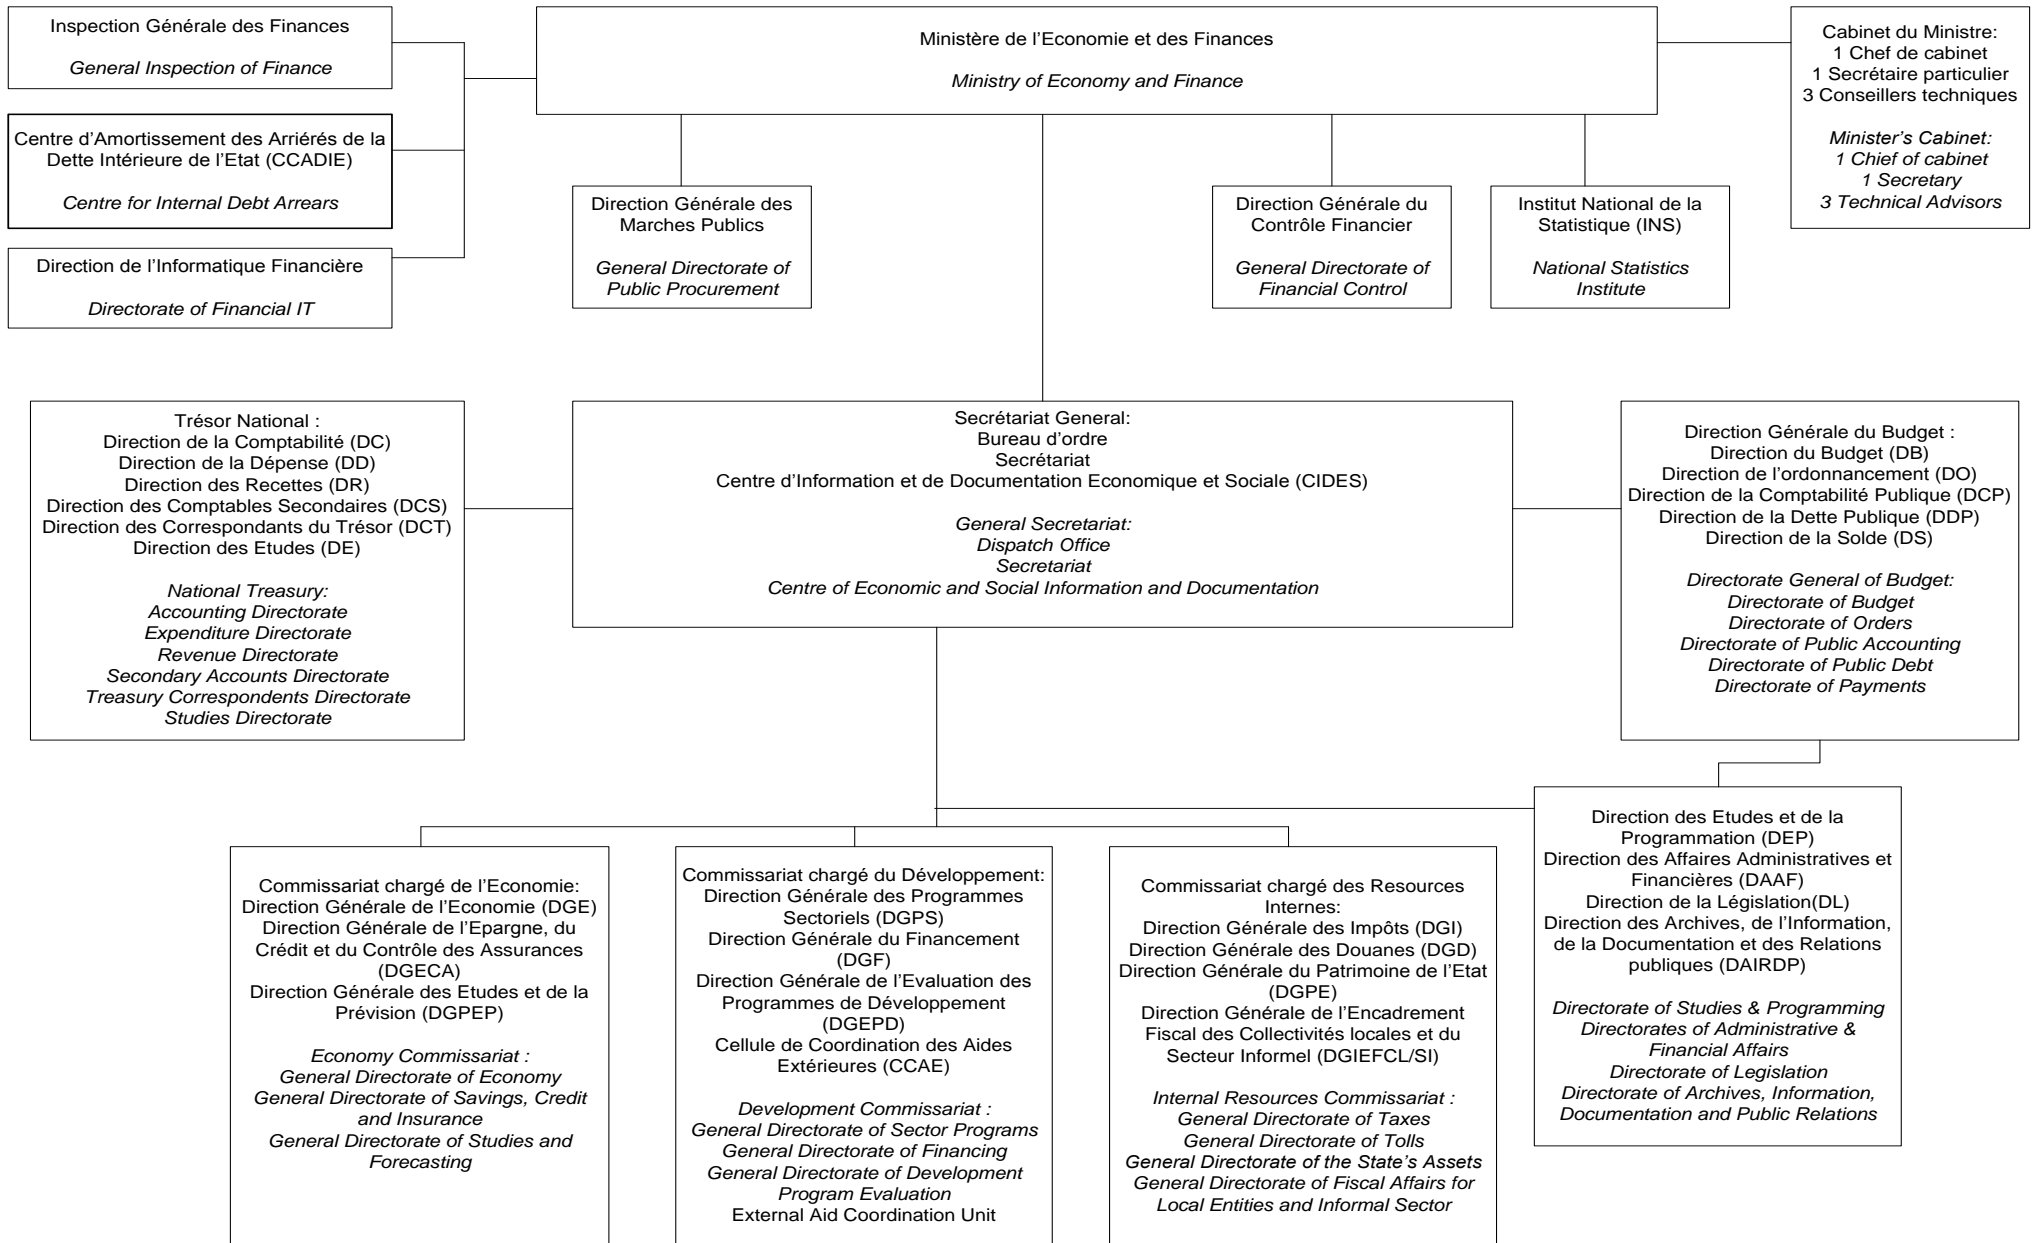 Inspection Générale des Finances
General Inspection of Finance
Ministère de l'Economie et des Finances
Ministry of Economy and Finance
Cabinet du Ministre:
1 Chef de cabinet
1 Secrétaire particulier
3 Conseillers techniques
Minister's Cabinet:
1 Chief of cabinet
1 Secretary
3 Technical Advisors
Centre d'Amortissement des Arriérés de la
Dette Intérieure de l'Etat (CCADIE)
Centre for Internal Debt Arrears
Direction de l'Informatique Financière
Directorate of Financial IT
Direction Générale des
Marches Publics
General Directorate of
Public Procurement
Direction Générale du
Contrôle Financier
General Directorate of
Financial Control
Institut National de la
Statistique (INS)
National Statistics
Institute
Trésor National :
Direction de la Comptabilité (DC)
Direction de la Dépense (DD)
Direction des Recettes (DR)
Direction des Comptables Secondaires (DCS)
Direction des Correspondants du Trésor (DCT)
Direction des Etudes (DE)
National Treasury:
Accounting Directorate
Expenditure Directorate
Revenue Directorate
Secondary Accounts Directorate
Treasury Correspondents Directorate
Studies Directorate
Secrétariat General:
Bureau d'ordre
Secrétariat
Centre d'Information et de Documentation Economique et Sociale (CIDES)
General Secretariat:
Dispatch Office
Secretariat
Centre of Economic and Social Information and Documentation
Direction Générale du Budget :
Direction du Budget (DB)
Direction de l'ordonnancement (DO)
Direction de la Comptabilité Publique (DCP)
Direction de la Dette Publique (DDP)
Direction de la Solde (DS)
Directorate General of Budget:
Directorate of Budget
Directorate of Orders
Directorate of Public Accounting
Directorate of Public Debt
Directorate of Payments
Commissariat chargé de l'Economie:
Direction Générale de l'Economie (DGE)
Direction Générale de l'Epargne, du
Crédit et du Contrôle des Assurances
(DGECA)
Direction Générale des Etudes et de la
Prévision (DGPEP)
Economy Commissariat :
General Directorate of Economy
General Directorate of Savings, Credit
and Insurance
General Directorate of Studies and
Forecasting
Commissariat chargé du Développement:
Direction Générale des Programmes
Sectoriels (DGPS)
Direction Générale du Financement
(DGF)
Direction Générale de l'Evaluation des
Programmes de Développement
(DGEPD)
Cellule de Coordination des Aides
Extérieures (CCAE)
Development Commissariat :
General Directorate of Sector Programs
General Directorate of Financing
General Directorate of Development
Program Evaluation
External Aid Coordination Unit
Commissariat chargé des Resources
Internes:
Direction Générale des Impôts (DGI)
Direction Générale des Douanes (DGD)
Direction Générale du Patrimoine de l'Etat
(DGPE)
Direction Générale de l'Encadrement
Fiscal des Collectivités locales et du
Secteur Informel (DGIEFCL/SI)
Internal Resources Commissariat :
General Directorate of Taxes
General Directorate of Tolls
General Directorate of the State's Assets
General Directorate of Fiscal Affairs for
Local Entities and Informal Sector
Direction des Etudes et de la
Programmation (DEP)
Direction des Affaires Administratives et
Financières (DAAF)
Direction de la Législation(DL)
Direction des Archives, de l'Information,
de la Documentation et des Relations
publiques (DAIRDP)
Directorate of Studies & Programming
Directorates of Administrative &
Financial Affairs
Directorate of Legislation
Directorate of Archives, Information,
Documentation and Public Relations